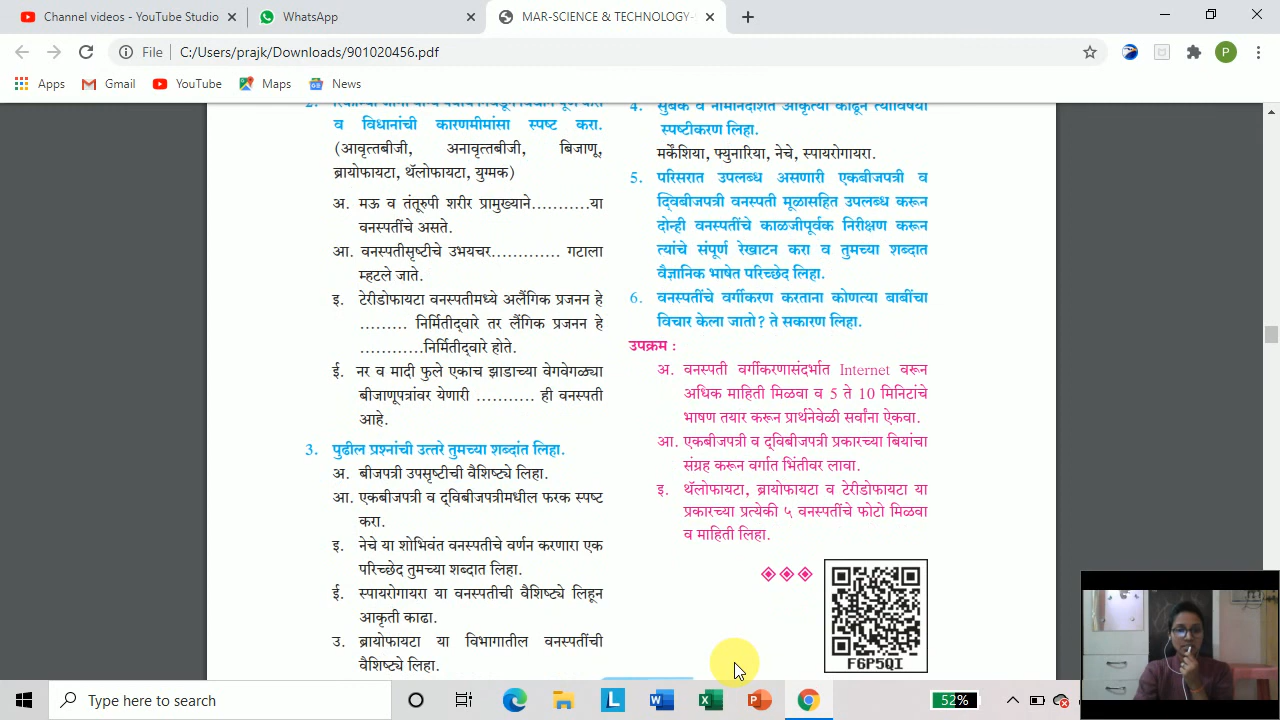 Channel videos - YouTube Studio
WhatsApp
MAR-SCIENCE & TECHNOLOGY-
File C:/Users/prajk/Downloads/901020456.pdf
P
Apps Gmail YouTube Maps News
2.
व विधानांची कारणमीमांसा स्पष्ट करा.
(आवृत्तबीजी, अनावृत्तबीजी, बिजाणू,
ब्रायोफायटा, थॅलोफायटा, युग्मक)
अ. मऊ व तंतूरुपी शरीर प्रामुख्याने...........या
वनस्पतींचे असते.
आ. वनस्पतीसृष्टीचे उभयचर............. गटाला
म्हटले जाते.
इ. टेरीडोफायटा वनस्पतीमध्ये अलैंगिक प्रजनन हे
......... निर्मितीद्वारे तर लैंगिक प्रजनन हे
............निर्मितीद्वारे होते.
ई. नर व मादी फुले एकाच झाडाच्या वेगवेगळ्या
बीजाणूपत्रांवर येणारी ........... ही वनस्पती
आहे.
3. पुढील प्रश्नांची उत्तरे तुमच्या शब्दांत लिहा.
अ. बीजपत्री उपसृष्टीची वैशिष्ट्ये लिहा.
आ. एकबीजपत्री व द्विबीजपत्रीमधील फरक स्पष्ट
करा.
इ. नेचे या शोभिवंत वनस्पतीचे वर्णन करणारा एक
परिच्छेद तुमच्या शब्दात लिहा.
ई. स्पायरोगायरा या वनस्पतीची वैशिष्ट्ये लिहून
आकृती काढा.
उ. ब्रायोफायटा या विभागातील वनस्पतींची
वैशिष्ट्ये लिहा.
4. सुबक व नामनिर्देशित आकृत्या काढून त्याविषयी
स्पष्टीकरण लिहा.
मर्केंशिया, फ्युनारिया, नेचे, स्पायरोगायरा.
5. परिसरात उपलब्ध असणारी एकबीजपत्री व
द्विबीजपत्री वनस्पती मूळासहित उपलब्ध करून
दोन्ही वनस्पतींचे काळजीपूर्वक निरीक्षण करून
त्यांचे संपूर्ण रेखाटन करा व तुमच्या शब्दात
वैज्ञानिक भाषेत परिच्छेद लिहा.
6. वनस्पतींचे वर्गीकरण करताना कोणत्या बाबींचा
विचार केला जातो? ते सकारण लिहा.
उपक्रम :
अ. वनस्पती वर्गीकरणासंदर्भात Internet वरून
अधिक माहिती मिळवा व 5 ते 10 मिनिटांचे
भाषण तयार करून प्रार्थनेवेळी सर्वांना ऐकवा.
आ. एकबीजपत्री व द्विबीजपत्री प्रकारच्या बियांचा
संग्रह करून वर्गात भिंतीवर लावा.
इ. थॅलोफायटा, ब्रायोफायटा व टेरीडोफायटा या
प्रकारच्या प्रत्येकी ५ वनस्पतींचे फोटो मिळवा
व माहिती लिहा.
F6P5QI
Type here to search
52%